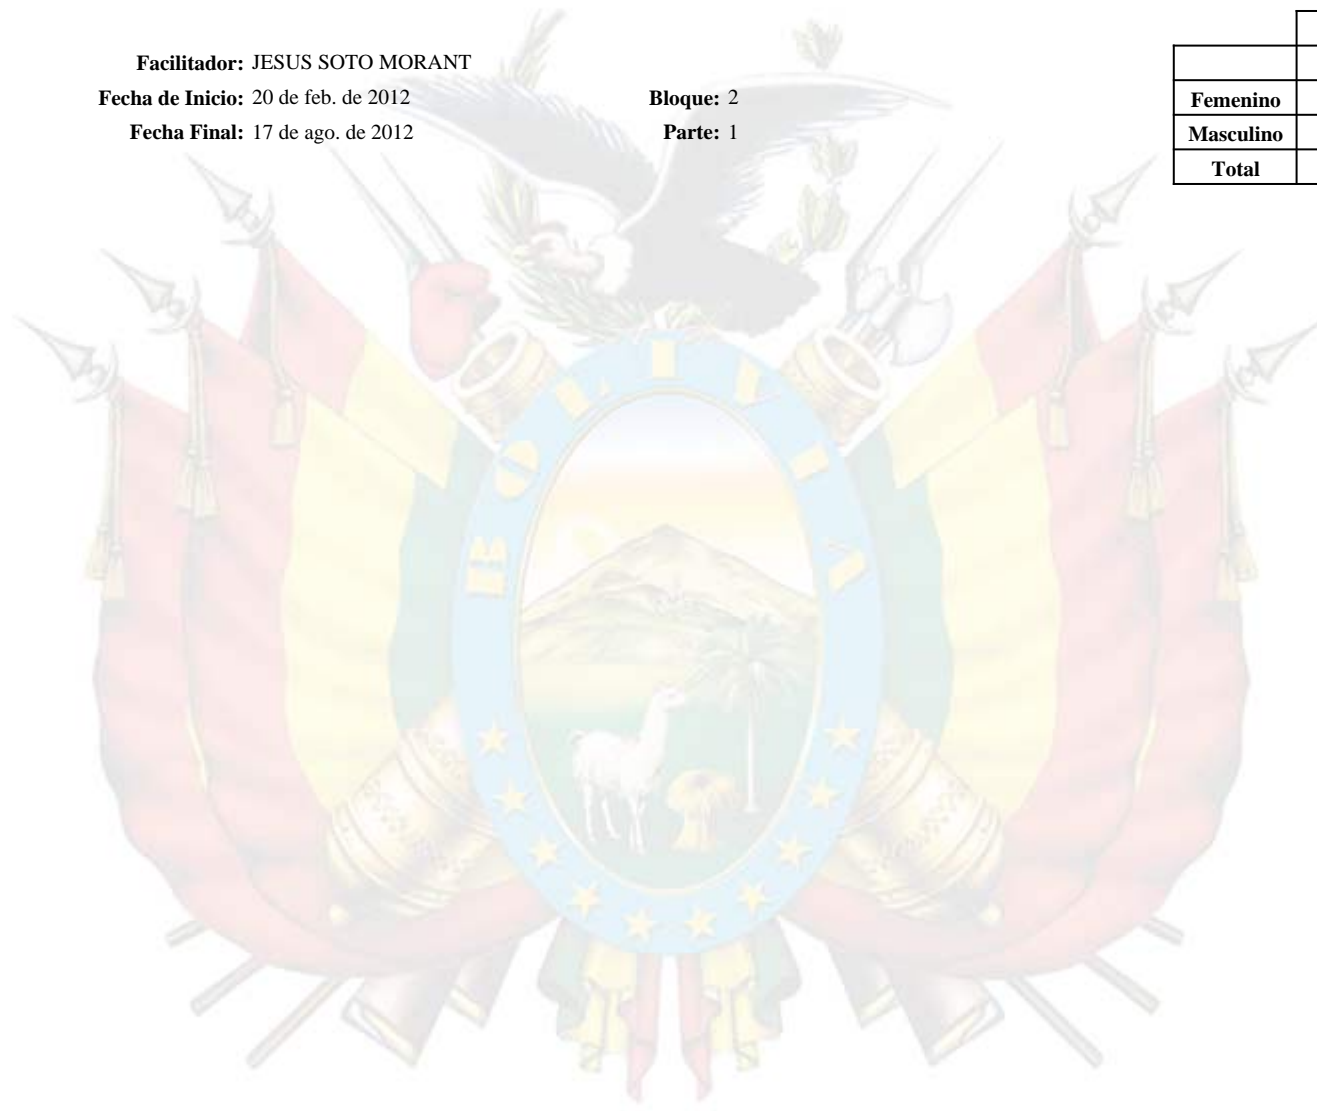 Facilitador: JESUS SOTO MORANT
Fecha de Inicio: 20 de feb. de 2012
Bloque: 2
Fecha Final: 17 de ago. de 2012
Parte: 1
Femenino
Masculino
Total
BOLIVIA